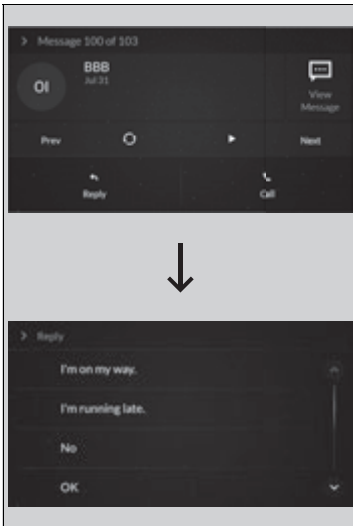 Message 100 of 103
BBB
Jul 31
OI
View
Message
Prev
Next
Reply
Call
Reply
I'm on my way.
I'm running late.
No
OK